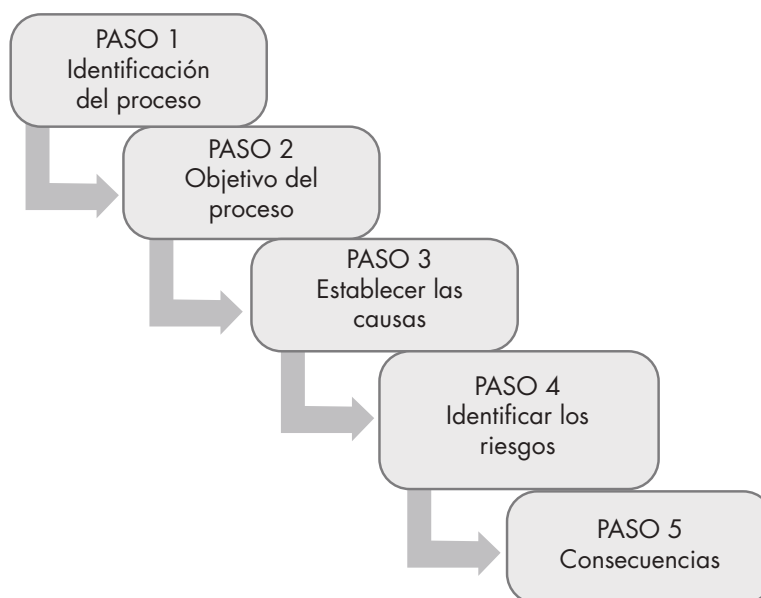 PASO 1
Identificación
del proceso
PASO 2
Objetivo del
proceso
PASO 3
Establecer las
causas
PASO 4
Identificar los
riesgos
PASO 5
Consecuencias